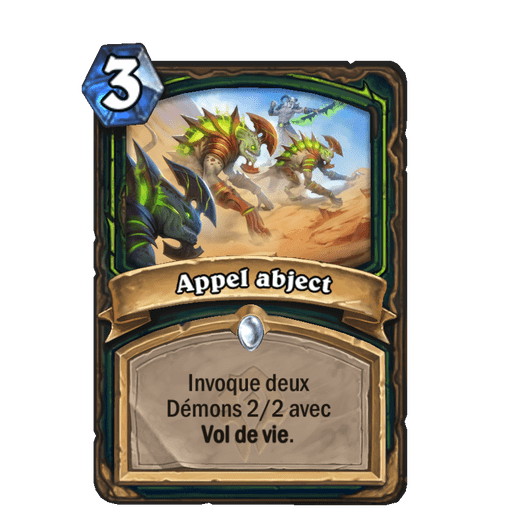 3
Appel abject
Invoque deux
Démons 2/2 avec
Vol de vie.